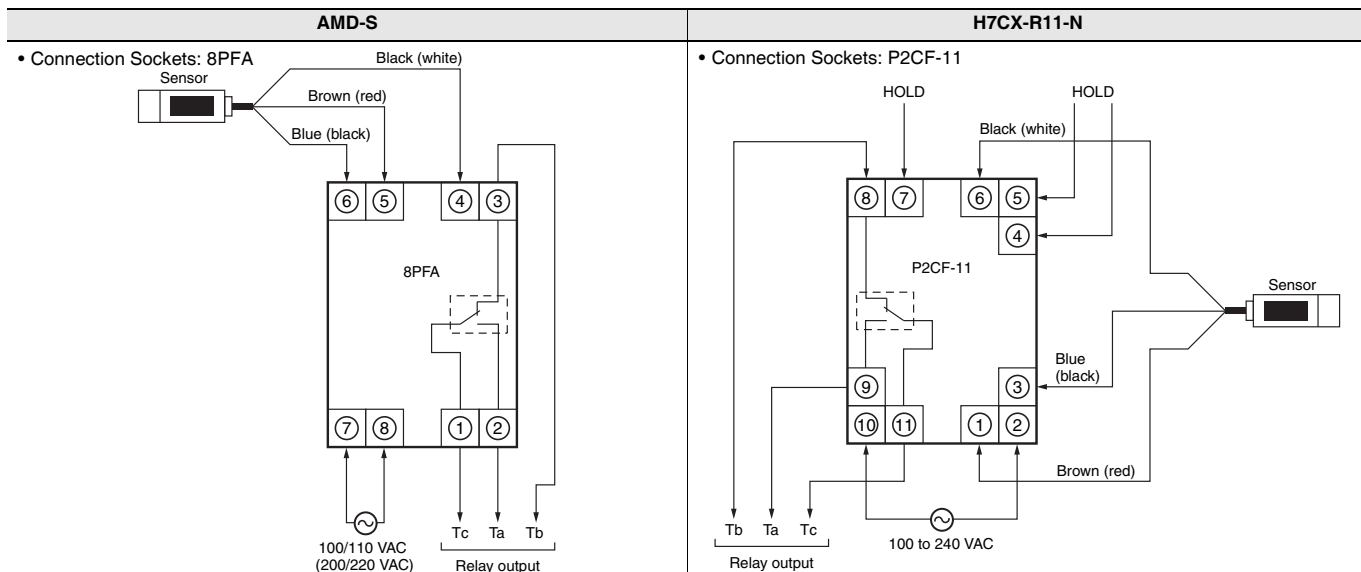 AMD-S
• Connection Sockets: 8PFA
Sensor
Black (white)
Brown (red)
Blue (black)
6 5 4 3
8PFA
7 8 1 2
100/110 VAC
(200/220 VAC)
Tc Ta Tb
Relay output
H7CX-R11-N
• Connection Sockets: P2CF-11
HOLD HOLD
Black (white)
8 7 6 5
4
P2CF-11
Sensor
Blue
(black)
9 3
10 11 1 2
Brown (red)
Tb Ta Tc
100 to 240 VAC
Relay output